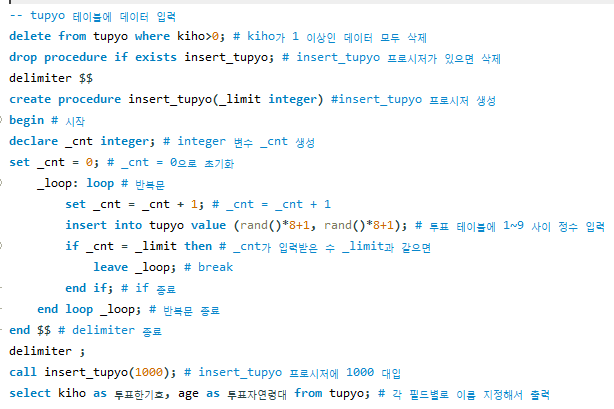 -- tupyo 테이블에 데이터 입력
delete from tupyo where kiho>0; # kiho가 1 이상인 데이터 모두 삭제
drop procedure if exists insert_tupyo; # insert_tupyo 프로시저가 있으면 삭제
delimiter $$
create procedure insert_tupyo(_limit integer) #insert_tupyo 프로시저 생성
begin # 시작
declare _cnt integer; # integer 변수 _cnt 생성
set _cnt = 0; # _cnt = 0으로 초기화
_loop: loop # 반복문
set _cnt = _cnt + 1; # _cnt = _cnt + 1
insert into tupyo value (rand()*8+1, rand()*8+1); # 투표 테이블에 1~9 사이 정수 입력
if _cnt = _limit then # _cnt가 입력받은 수 _limit과 같으면
leave _loop; # break
end if; # if 종료
end loop _loop; # 반복문 종료
end $$ # delimiter 종료
delimiter ;
call insert_tupyo(1000); # insert_tupyo 프로시저에 1000 대입
select kiho as 투표한기호, age as 투표자연령대 from tupyo; # 각 필드별로 이름 지정해서 출력